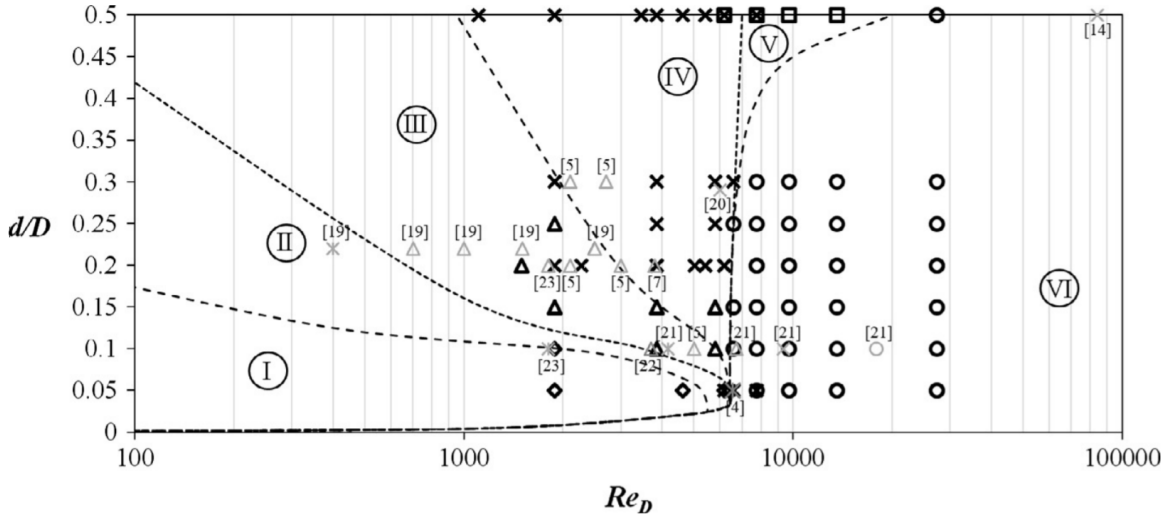 0.5
V
[14]
0.45
IV
0.4
III
0.35
[5] [5]
0.3
[20]
d/D 0.25
II [19] [19] [19] [19] [19]
0.2
[23] [5] [5] [7]
VI
0.15
[21] [5] [21] [21] [21]
0.1
[23] [22]
I
0.05
[4]
0
100 1000 10000 100000
Re_D